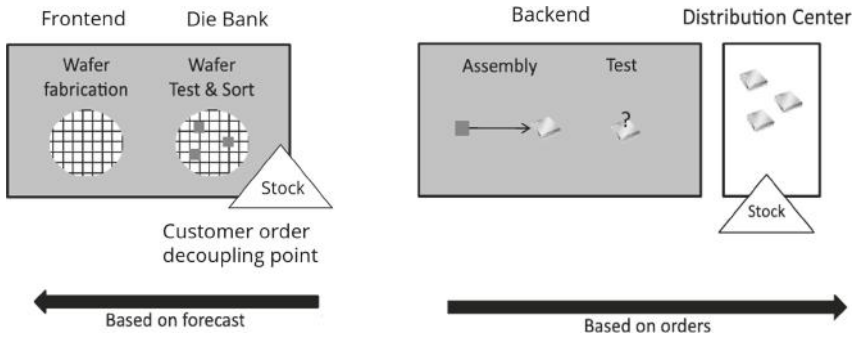 Frontend
Die Bank
Backend
Distribution Center
Wafer
fabrication
Wafer
Test & Sort
Assembly
Test
?
Stock
Stock
Customer order
decoupling point
Based on forecast
Based on orders